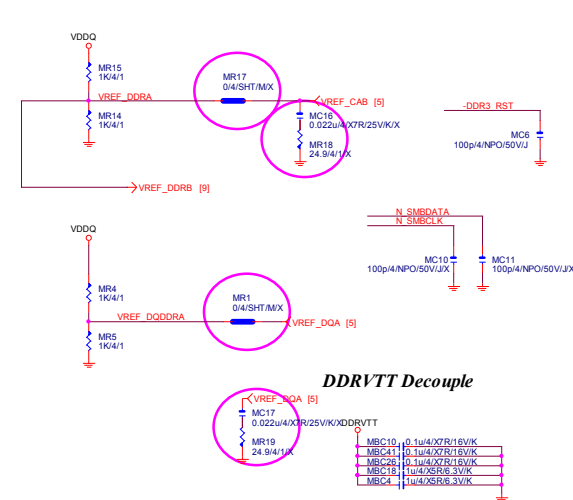 VDDQ
MR15
1K/4/1
VREF_DDRA
MR14
1K/4/1
MR17
0/4/SHT/M/X
VREF_CAB [5]
MC16
0.022u/4/X7R/25V/K/X
MR18
24.9/4/1/X
VREF_DDRB [9]
-DDR3_RST
MC6
100p/4/NPO/50V/J
N_SMBDATA
N_SMBCLK
MC10
100p/4/NPO/50V/J/X
MC11
100p/4/NPO/50V/J/X
VDDQ
MR4
1K/4/1
VREF_DQDDRA
MR5
1K/4/1
MR1
0/4/SHT/M/X
VREF_DQA [5]
VREF_DQA [5]
MC17
0.022u/4/X7R/25V/K/X
MR19
24.9/4/1/X
DDRVTT Decouple
DDRVTT
MBC10 0.1u/4/X7R/16V/K
MBC41 0.1u/4/X7R/16V/K
MBC26 0.1u/4/X7R/16V/K
MBC18 1u/4/X5R/6.3V/K
MBC4 1u/4/X5R/6.3V/K